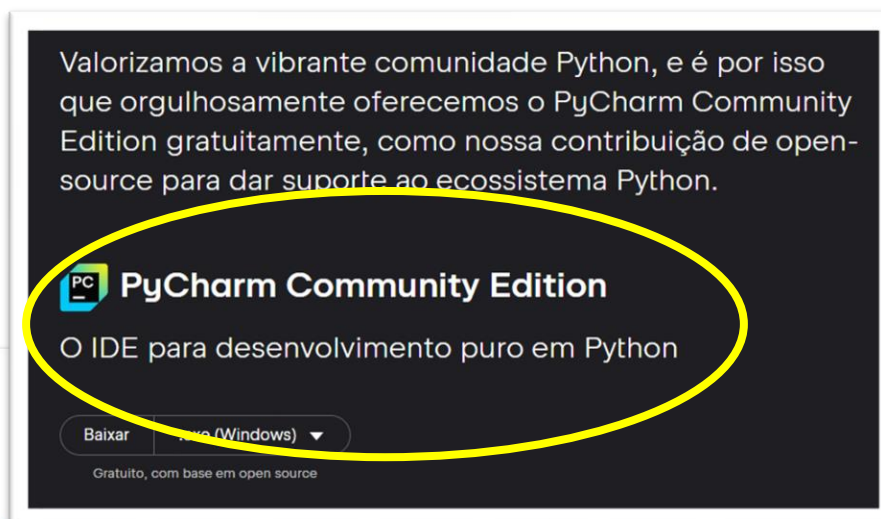 Valorizamos a vibrante comunidade Python, e é por isso
que orgulhosamente oferecemos o PyCharm Community
Edition gratuitamente, como nossa contribuição de open-
source para dar suporte ao ecossistema Python.
PC
PyCharm Community Edition
O IDE para desenvolvimento puro em Python
Baixar .exe (Windows)
Gratuito, com base em open source